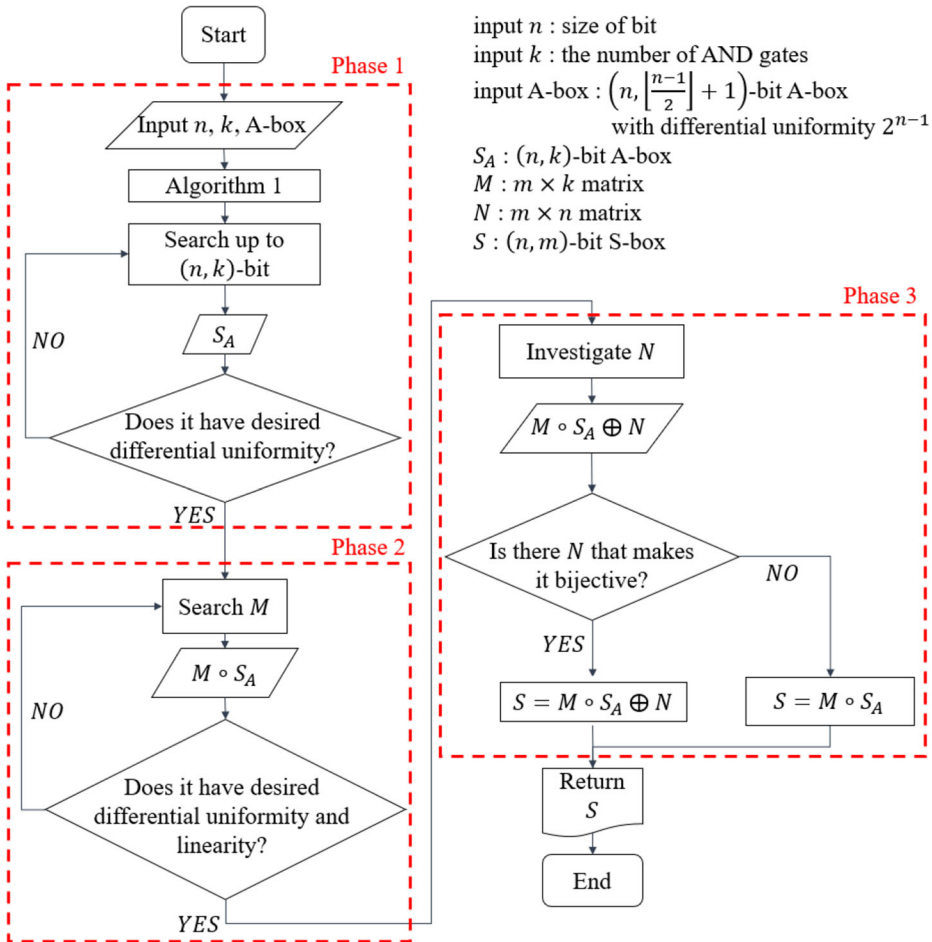 Start
Phase 1
Input n, k, A-box
Algorithm 1
Search up to
(n, k)-bit
S_A
NO
Does it have desired
differential uniformity?
YES
Phase 2
Search M
M ∘ S_A
NO
Does it have desired
differential uniformity and
linearity?
YES
input n : size of bit
input k : the number of AND gates
input A-box : (n, ⌊(n−1)/2⌋ + 1)-bit A-box
with differential uniformity 2^{n−1}
S_A : (n, k)-bit A-box
M : m × k matrix
N : m × n matrix
S : (n, m)-bit S-box
Phase 3
Investigate N
M ∘ S_A ⊕ N
Is there N that makes
it bijective?
NO
YES
S = M ∘ S_A ⊕ N
S = M ∘ S_A
Return
S
End